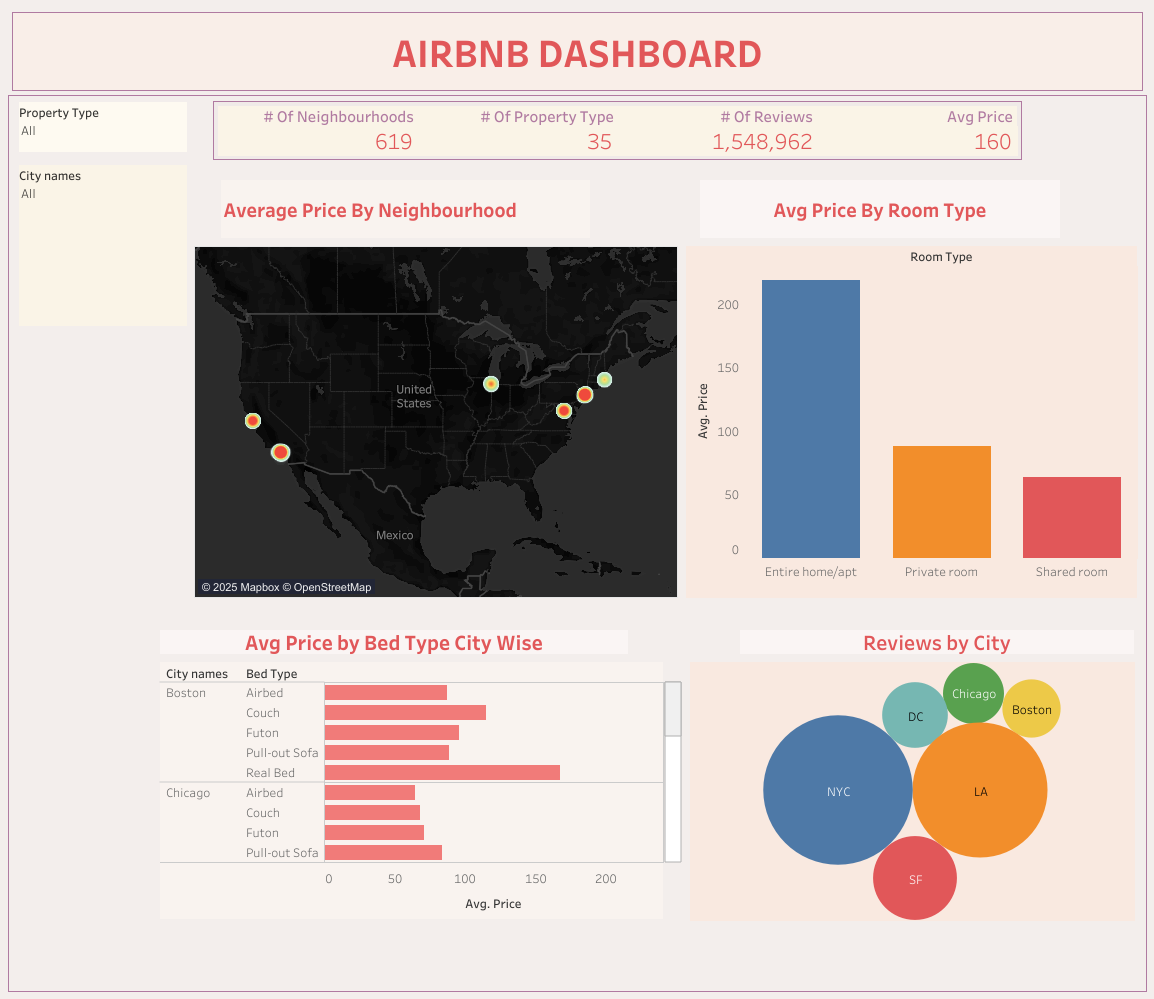 AIRBNB DASHBOARD
Property Type
All
City names
All
# Of Neighbourhoods # Of Property Type # Of Reviews Avg Price
619 35 1,548,962 160
Average Price By Neighbourhood
United
States
Mexico
© 2025 Mapbox © OpenStreetMap
Avg Price By Room Type
Room Type
200
150
100
50
0
Avg. Price
Entire home/apt Private room Shared room
Avg Price by Bed Type City Wise
City names Bed Type
Boston Airbed
Couch
Futon
Pull-out Sofa
Real Bed
Chicago Airbed
Couch
Futon
Pull-out Sofa
0 50 100 150 200
Avg. Price
Reviews by City
Chicago
DC
Boston
NYC
LA
SF